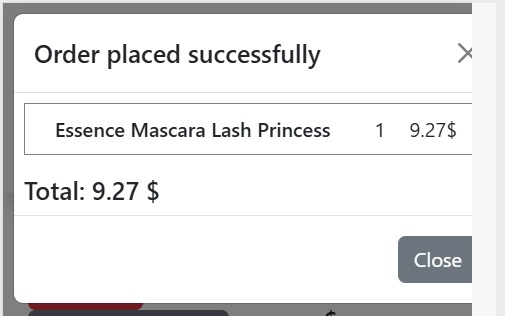 Order placed successfully
Essence Mascara Lash Princess 1 9.27$
Total: 9.27 $
Close
$